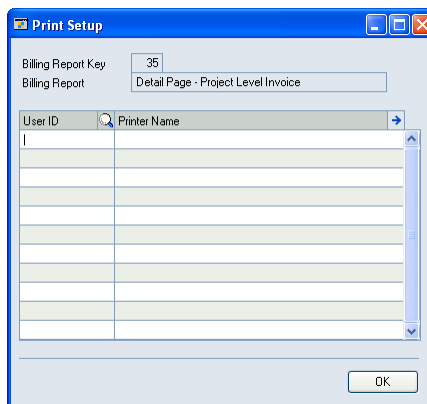 Print Setup
Billing Report Key 35
Billing Report Detail Page - Project Level Invoice
User ID Printer Name
OK